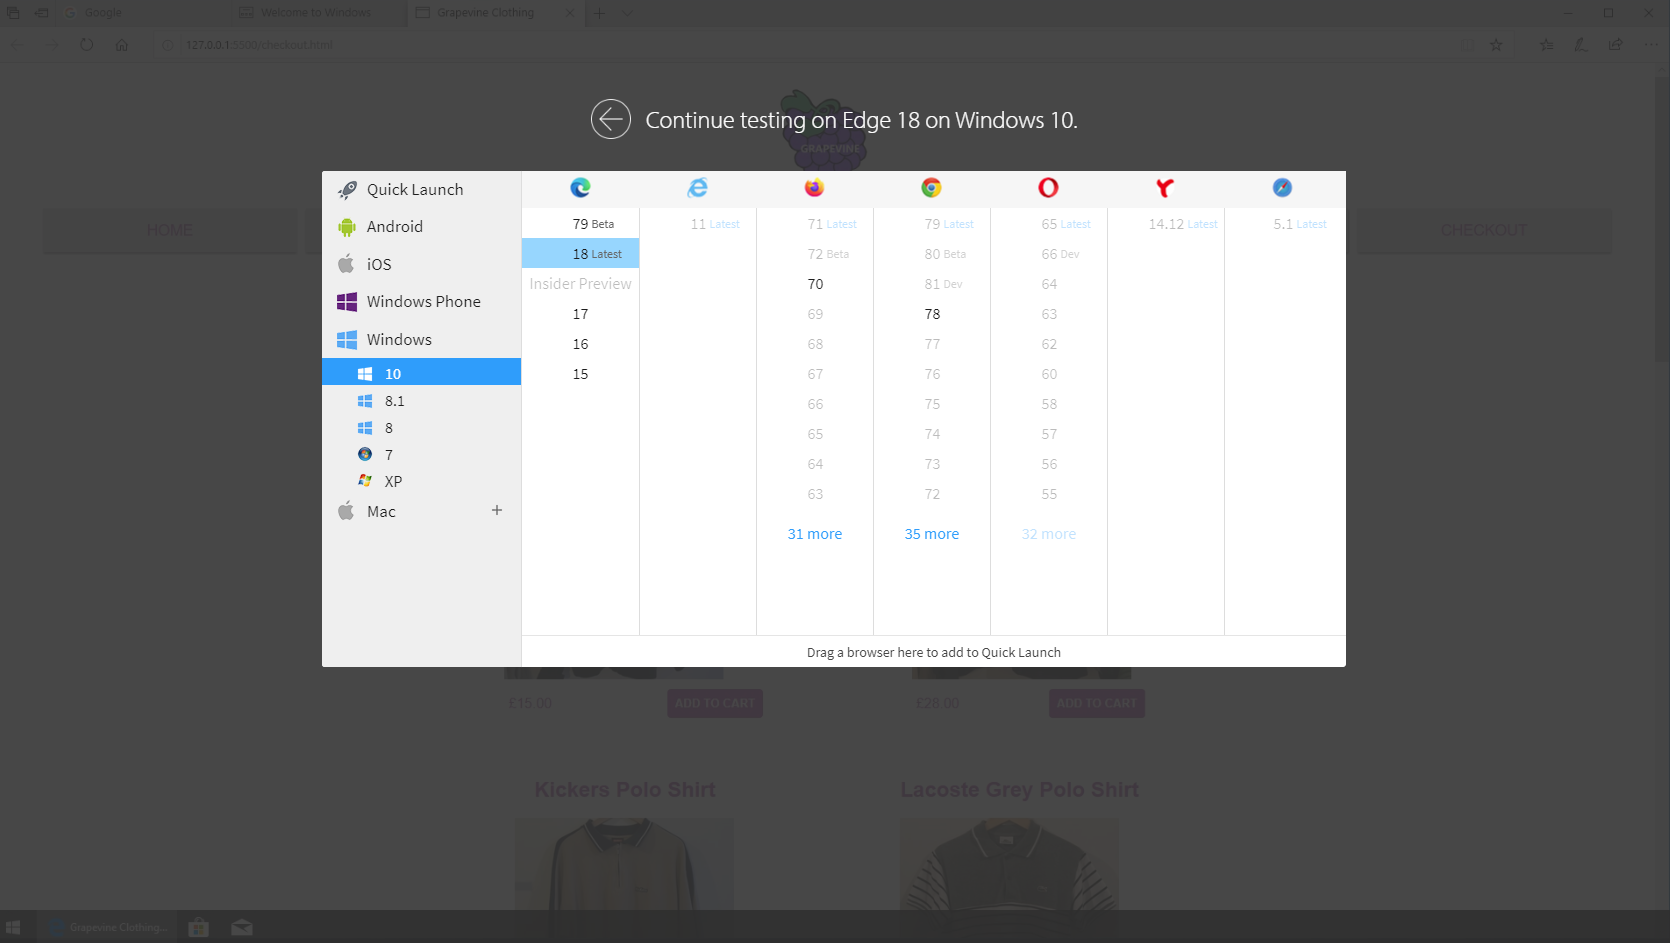 Google
Welcome to Windows
Grapevine Clothing
127.0.0.1:5500/checkout.html
Continue testing on Edge 18 on Windows 10.
GRAPEVINE
HOME
CHECKOUT
Quick Launch
Android
iOS
Windows Phone
Windows
10
8.1
8
7
XP
Mac +
79 Beta
18 Latest
Insider Preview
17
16
15
11 Latest
71 Latest
72 Beta
70
69
68
67
66
65
64
63
31 more
79 Latest
80 Beta
81 Dev
78
77
76
75
74
73
72
35 more
65 Latest
66 Dev
64
63
62
60
58
57
56
55
32 more
14.12 Latest
5.1 Latest
Drag a browser here to add to Quick Launch
£15.00
ADD TO CART
£28.00
ADD TO CART
Kickers Polo Shirt
Lacoste Grey Polo Shirt
Grapevine Clothing...